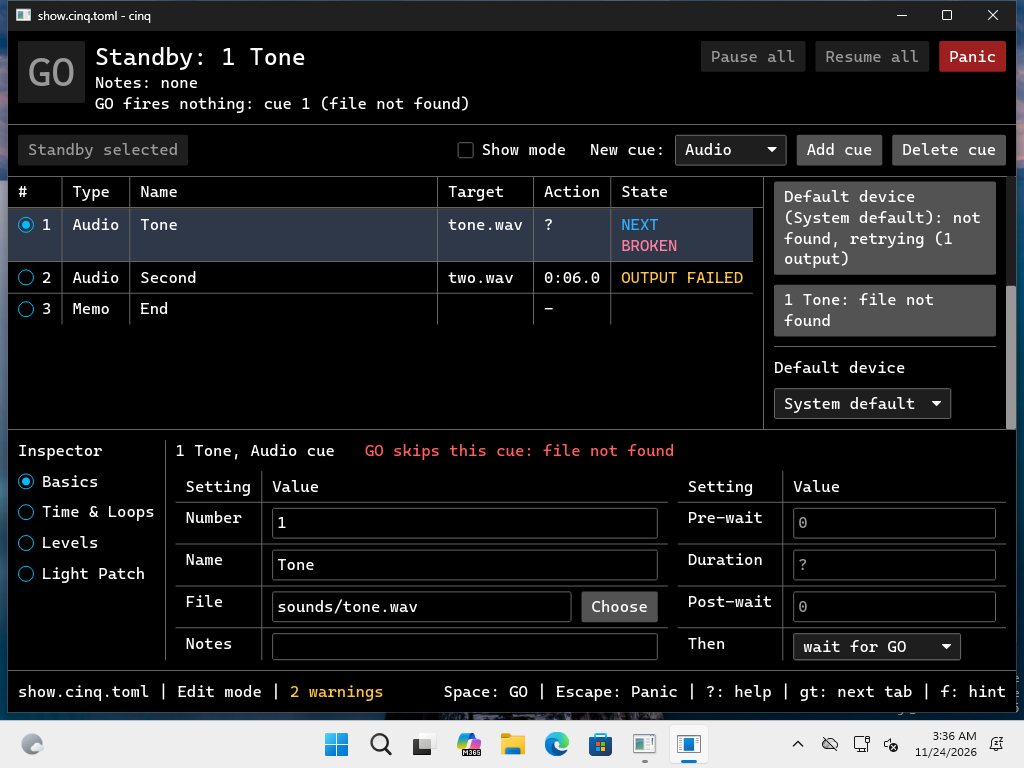 show.cinq.toml - cinq
GO
Standby: 1 Tone
Notes: none
GO fires nothing: cue 1 (file not found)
Pause all
Resume all
Panic
Standby selected
Show mode
New cue:
Audio
Add cue
Delete cue
# Type Name Target Action State
1 Audio Tone tone.wav ? NEXT
BROKEN
2 Audio Second two.wav 0:06.0 OUTPUT FAILED
3 Memo End –
Default device
(System default): not
found, retrying (1
output)
1 Tone: file not
found
Default device
System default
Inspector
Basics
Time & Loops
Levels
Light Patch
1 Tone, Audio cue
GO skips this cue: file not found
Setting Value
Number 1
Name Tone
File sounds/tone.wav Choose
Notes
Setting Value
Pre-wait 0
Duration ?
Post-wait 0
Then wait for GO
show.cinq.toml | Edit mode | 2 warnings
Space: GO | Escape: Panic | ?: help | gt: next tab | f: hint
M365
3:36 AM
11/24/2026